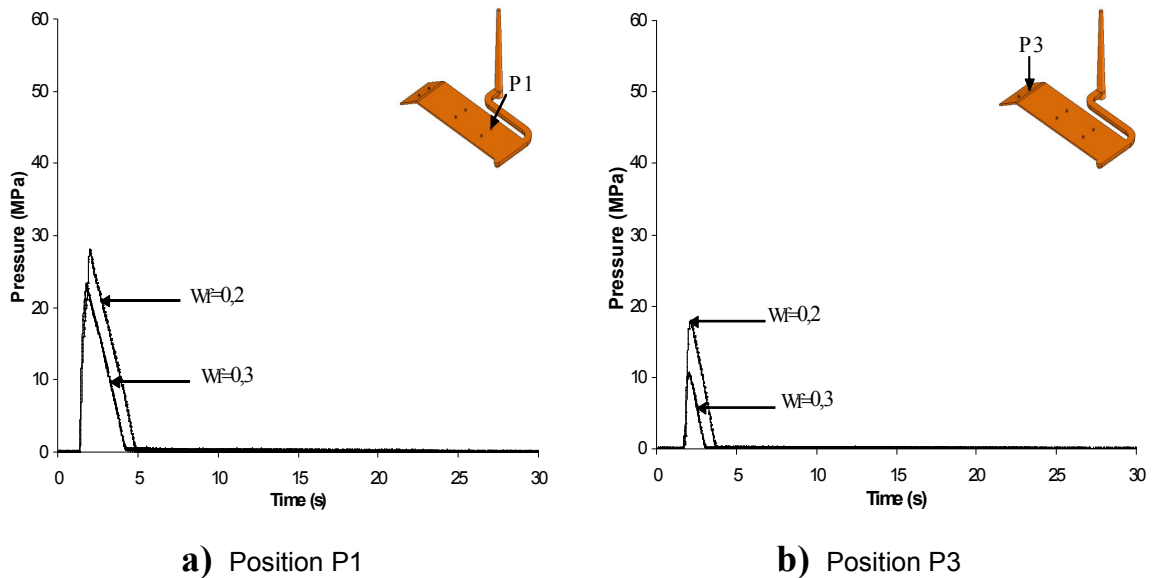 60
50
40
30
20
10
0
Pressure (MPa)
P1
Wf=0,2
Wf=0,3
0 5 10 15 20 25 30
Time (s)
a) Position P1
60
50
40
30
20
10
0
Pressure (MPa)
P3
Wf=0,2
Wf=0,3
0 5 10 15 20 25 30
Time (s)
b) Position P3